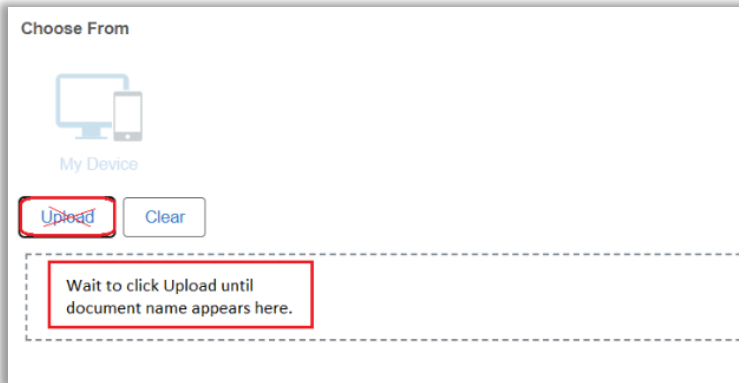 Choose From
My Device
Upload Clear
Wait to click Upload until
document name appears here.